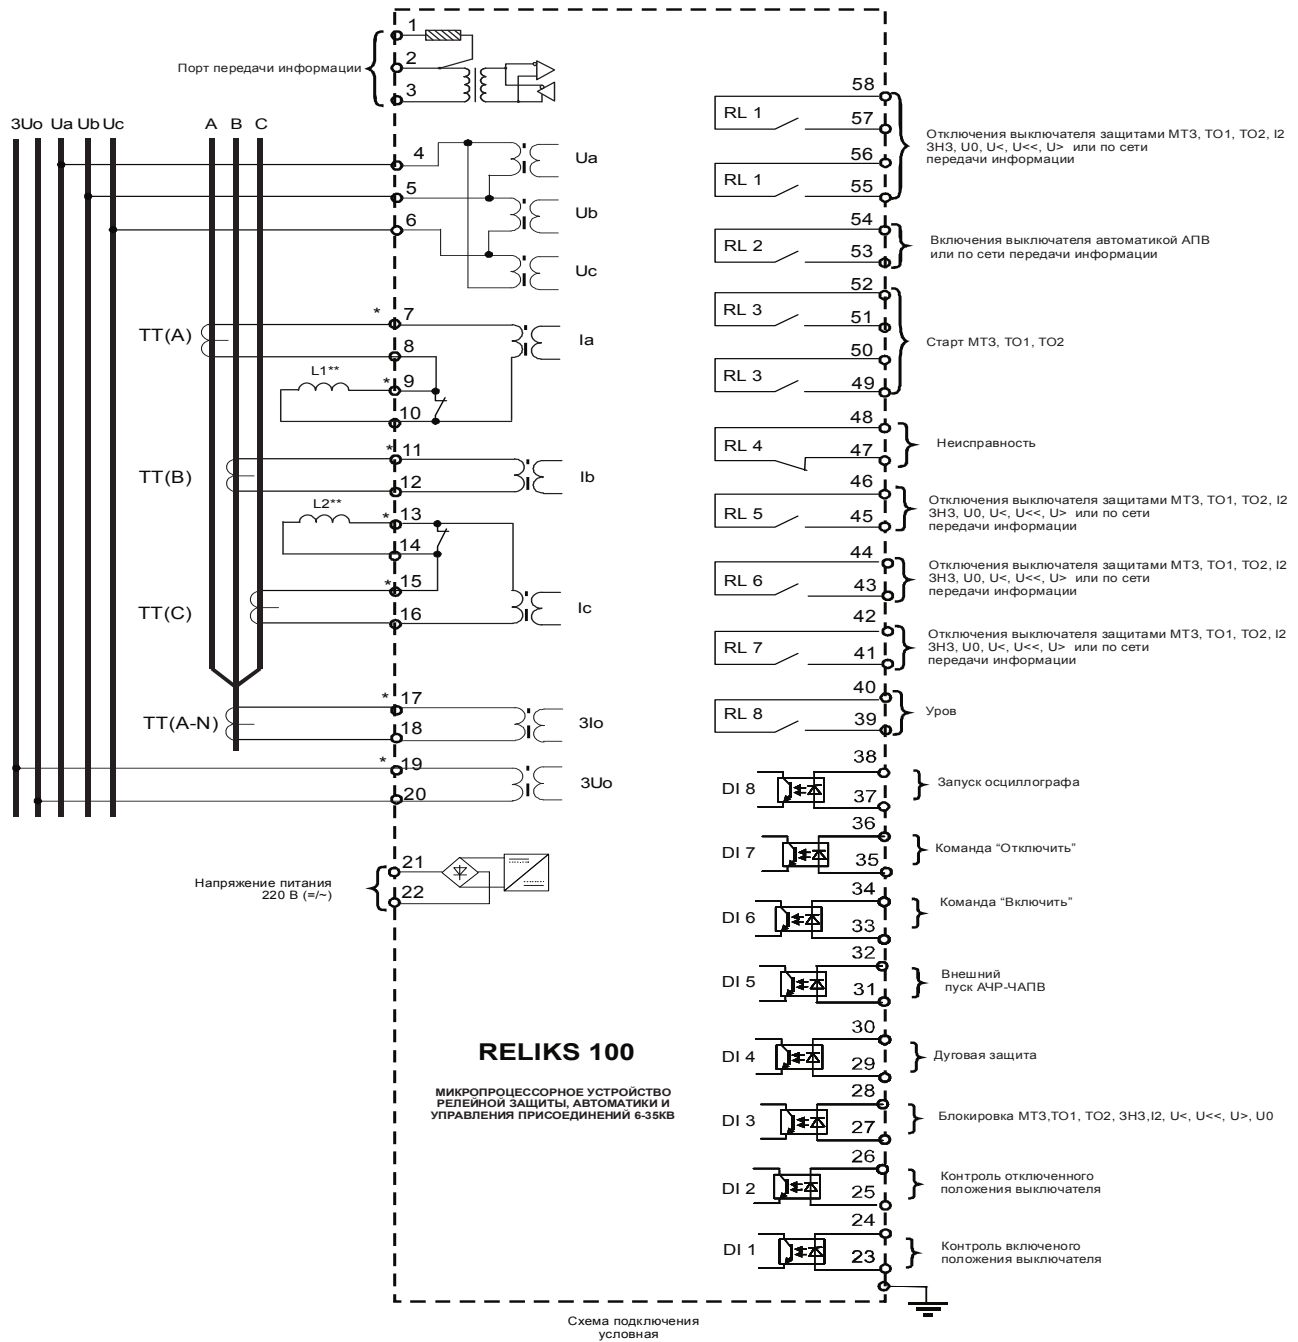 1
2
Порт передачи информации
3
3Uo Ua Ub Uc
A B C
4
Ua
5
Ub
6
Uc
* 7
TT(A)
Ia
8
L1**
* 9
10
* 11
TT(B)
Ib
12
L2**
* 13
14
* 15
TT(C)
Ic
16
* 17
TT(A-N)
3Io
18
* 19
3Uo
20
21
Напряжение питания
220 В (=/~)
22
RELIKS 100
МИКРОПРОЦЕССОРНОЕ УСТРОЙСТВО
РЕЛЕЙНОЙ ЗАЩИТЫ, АВТОМАТИКИ И
УПРАВЛЕНИЯ ПРИСОЕДИНЕНИЙ 6-35КВ
58
RL 1
57
56
RL 1
55
Отключения выключателя защитами МТЗ, ТО1, ТО2, I2
ЗНЗ, U0, U<, U<<, U> или по сети
передачи информации
54
RL 2
53
Включения выключателя автоматикой АПВ
или по сети передачи информации
52
RL 3
51
50
RL 3
49
Старт МТЗ, ТО1, ТО2
48
RL 4
47
Неисправность
46
RL 5
45
Отключения выключателя защитами МТЗ, ТО1, ТО2, I2
ЗНЗ, U0, U<, U<<, U> или по сети
передачи информации
44
RL 6
43
Отключения выключателя защитами МТЗ, ТО1, ТО2, I2
ЗНЗ, U0, U<, U<<, U> или по сети
передачи информации
42
RL 7
41
Отключения выключателя защитами МТЗ, ТО1, ТО2, I2
ЗНЗ, U0, U<, U<<, U> или по сети
передачи информации
40
RL 8
39
Уров
38
DI 8
37
Запуск осциллографа
36
DI 7
35
Команда “Отключить”
34
DI 6
33
Команда “Включить”
32
DI 5
31
Внешний
пуск АЧР-ЧАПВ
30
DI 4
29
Дуговая защита
28
DI 3
27
Блокировка МТЗ,ТО1, ТО2, ЗНЗ,I2, U<, U<<, U>, U0
26
DI 2
25
Контроль отключенного
положения выключателя
24
DI 1
23
Контроль включеного
положения выключателя
Схема подключения
условная